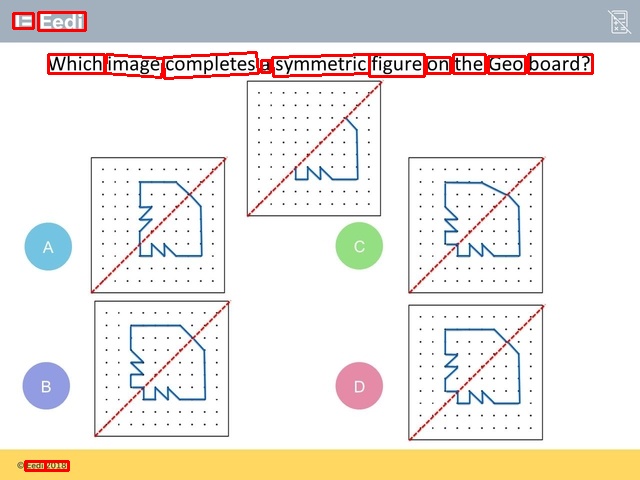 Eedi
Which image completes a symmetric figure on the Geo board?
A
C
B
D
© Eedi 2018